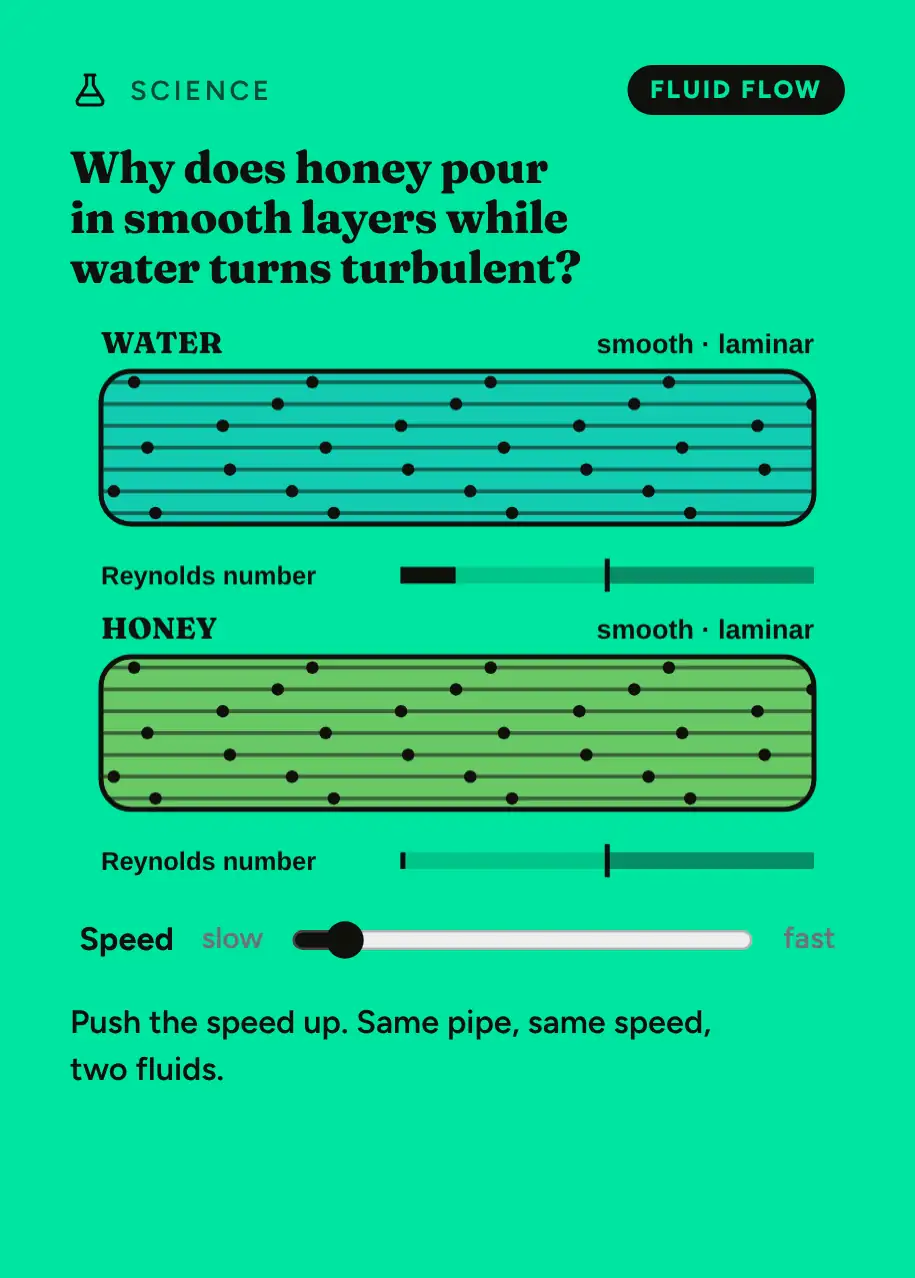 SCIENCE
FLUID FLOW
Why does honey pour
in smooth layers while
water turns turbulent?
WATER
smooth · laminar
Reynolds number
HONEY
smooth · laminar
Reynolds number
Speed slow fast
Push the speed up. Same pipe, same speed,
two fluids.